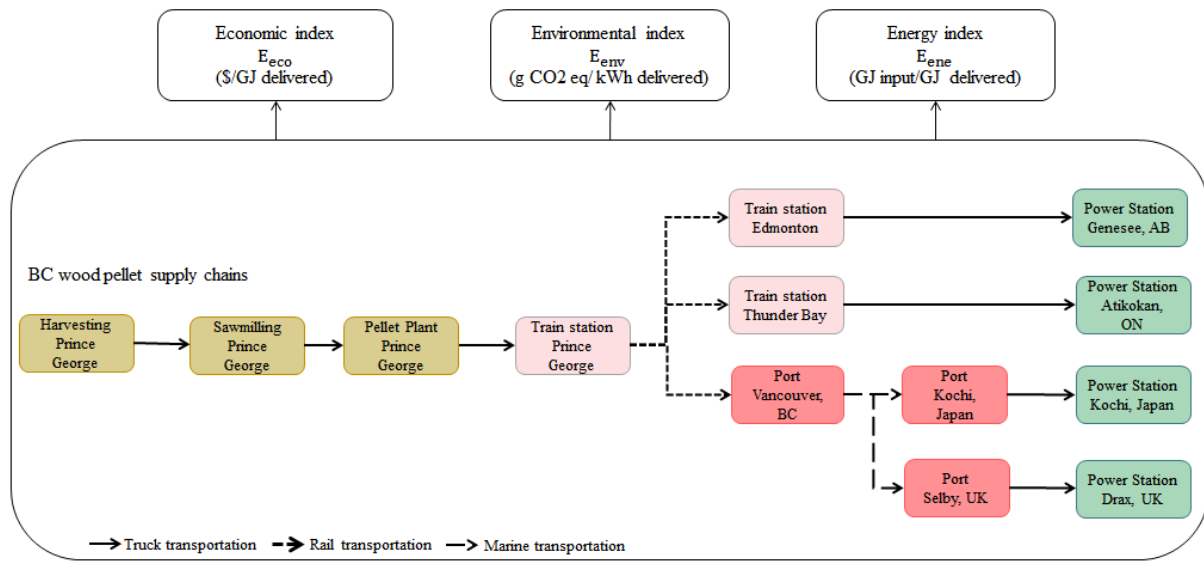 Economic index
E_eco
($/GJ delivered)
Environmental index
E_env
(g CO2 eq/ kWh delivered)
Energy index
E_ene
(GJ input/GJ delivered)
BC wood pellet supply chains
Harvesting
Prince
George
Sawmilling
Prince
George
Pellet Plant
Prince
George
Train station
Prince
George
Train station
Edmonton
Power Station
Genesee, AB
Train station
Thunder Bay
Power Station
Atikokan,
ON
Port
Vancouver,
BC
Port
Kochi,
Japan
Power Station
Kochi, Japan
Port
Selby, UK
Power Station
Drax, UK
Truck transportation
Rail transportation
Marine transportation